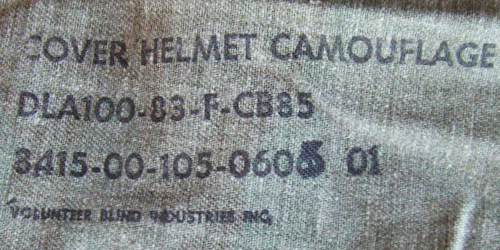 COVER HELMET CAMOUFLAGE
DLA100-83-F-CB85
8415-00-105-0605 01
VOLUNTEER BLIND INDUSTRIES INC,